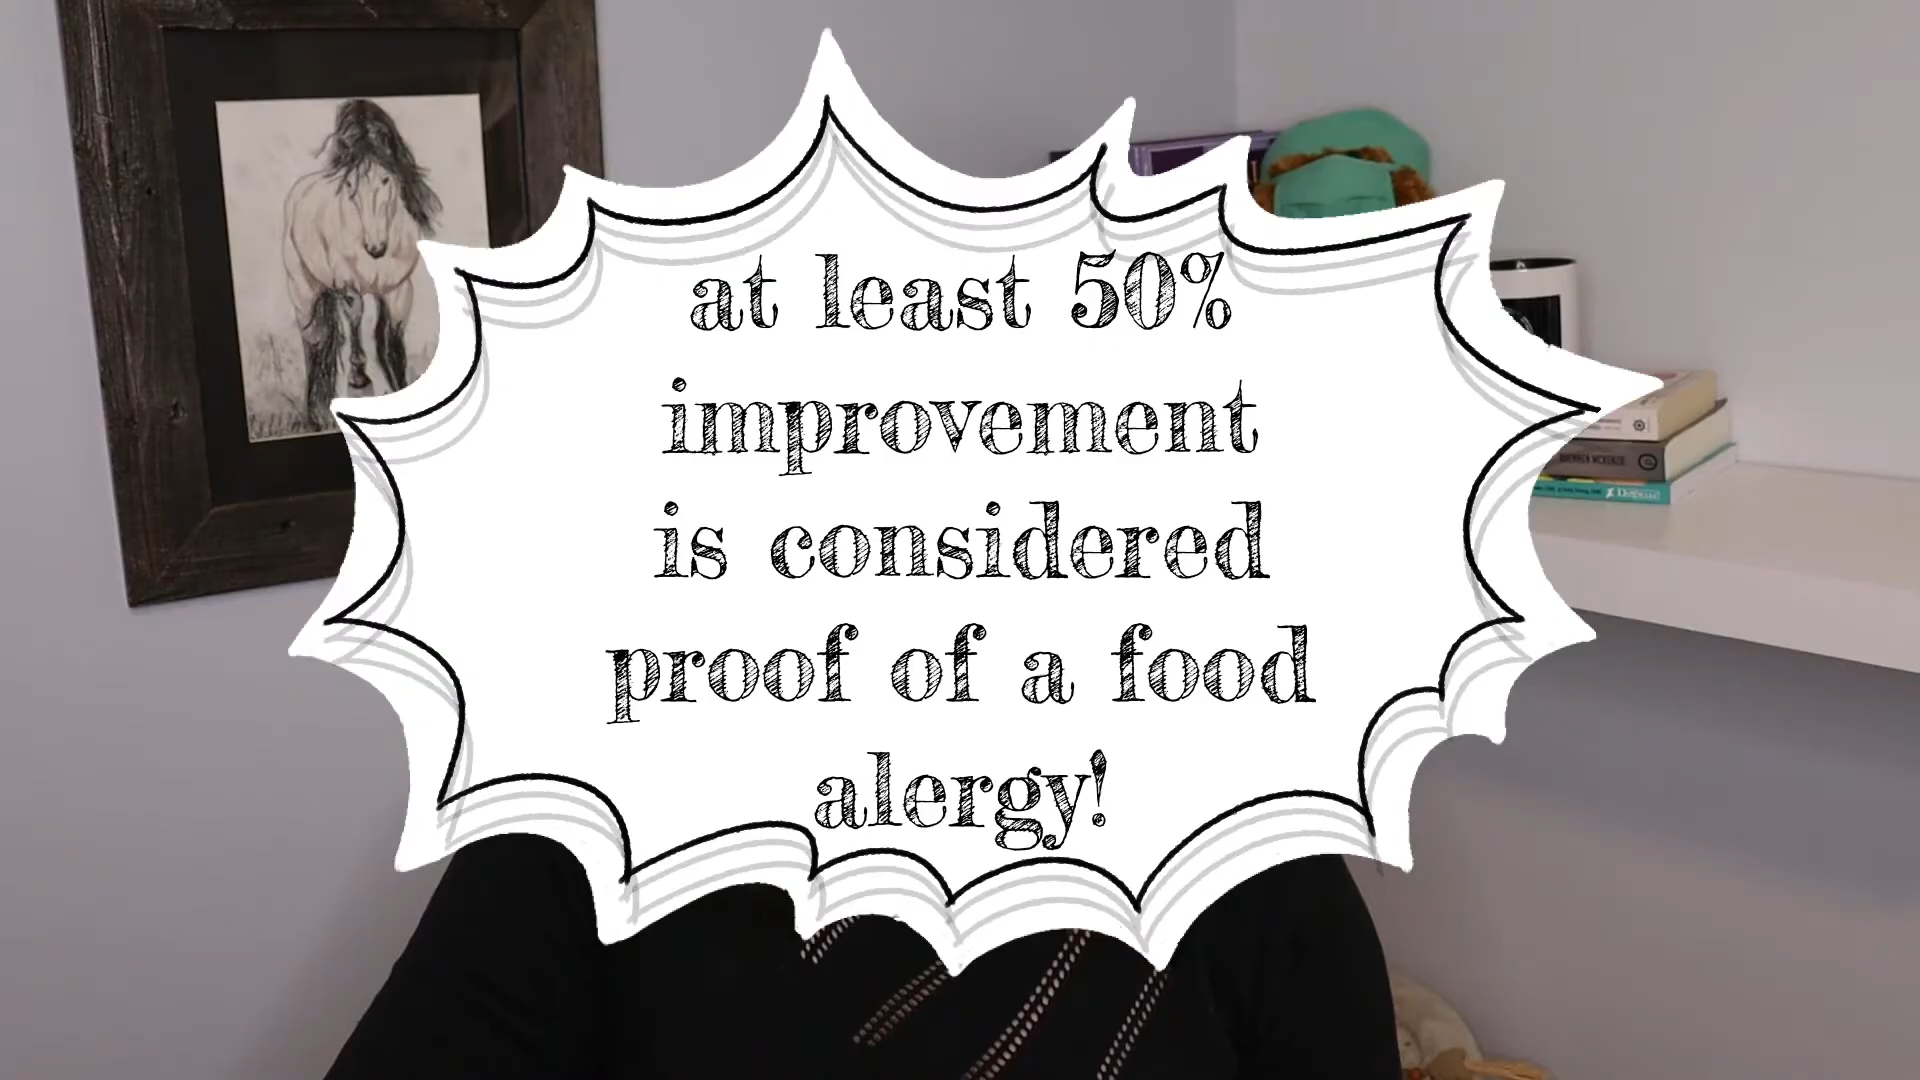 at least 50%
improvement
is considered
proof of a food
alergy!